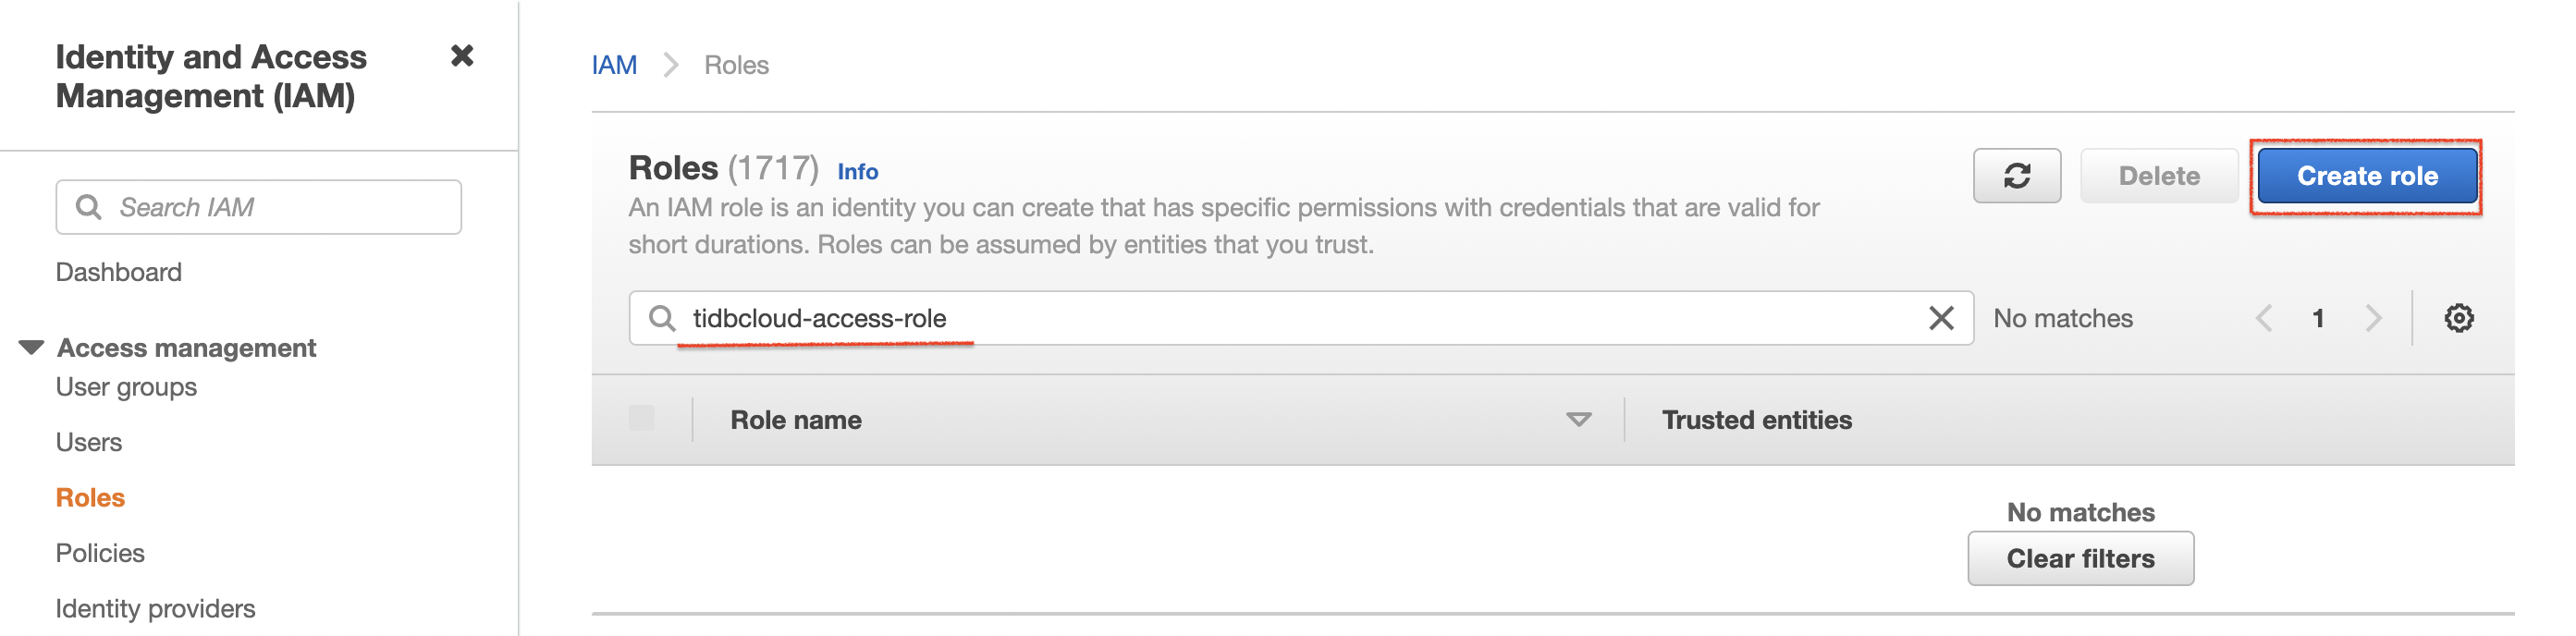 Identity and Access
Management (IAM)
Search IAM
Dashboard
Access management
User groups
Users
Roles
Policies
Identity providers
IAM > Roles
Roles (1717) Info
An IAM role is an identity you can create that has specific permissions with credentials that are valid for
short durations. Roles can be assumed by entities that you trust.
Delete
Create role
tidbcloud-access-role
No matches
1
Role name
Trusted entities
No matches
Clear filters